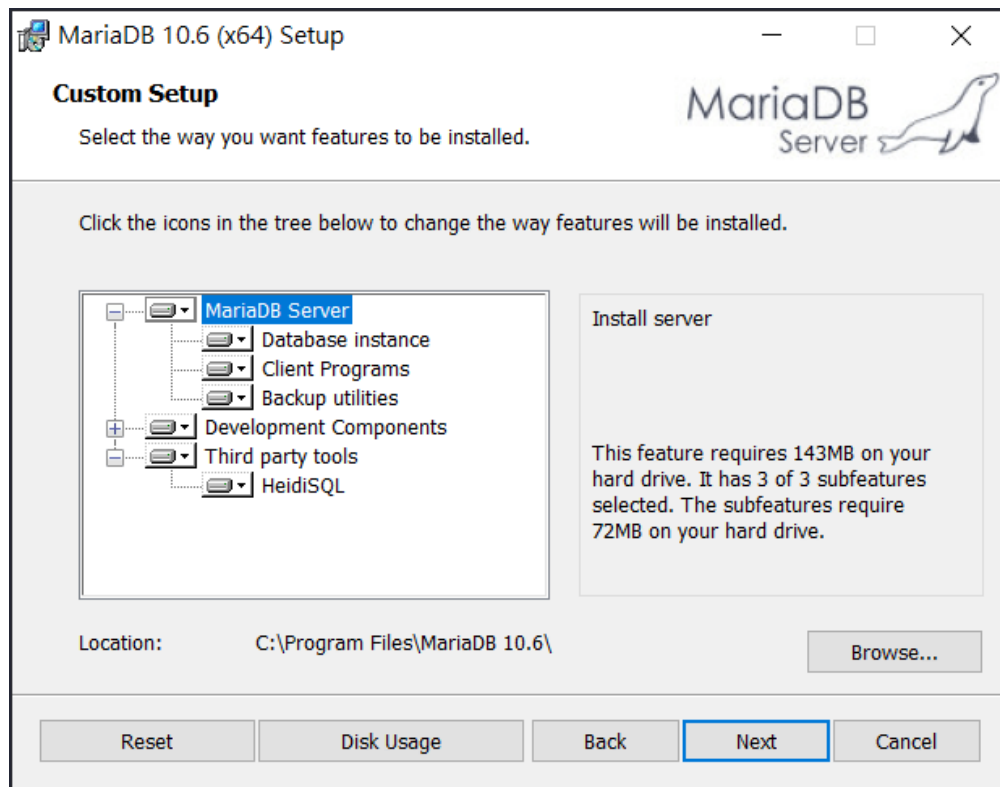 MariaDB 10.6 (x64) Setup
Custom Setup
Select the way you want features to be installed.
MariaDB
Server
Click the icons in the tree below to change the way features will be installed.
MariaDB Server
Database instance
Client Programs
Backup utilities
Development Components
Third party tools
HeidiSQL
Install server
This feature requires 143MB on your
hard drive. It has 3 of 3 subfeatures
selected. The subfeatures require
72MB on your hard drive.
Location: C:\Program Files\MariaDB 10.6\
Browse...
Reset Disk Usage Back Next Cancel